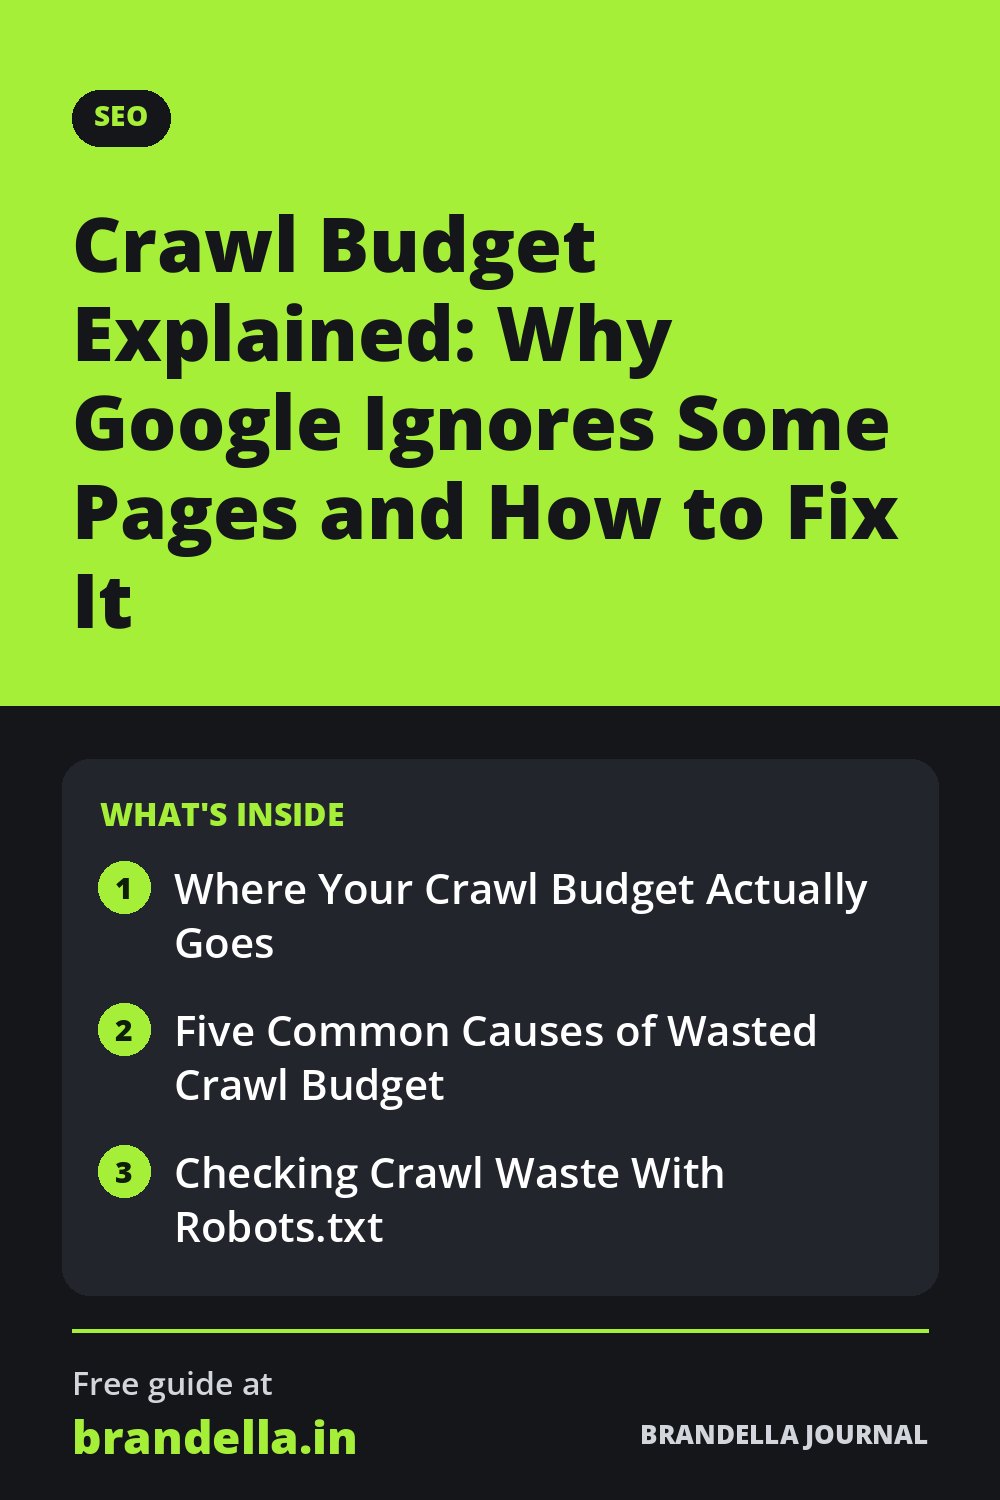 SEO
Crawl Budget
Explained: Why
Google Ignores Some
Pages and How to Fix
It
WHAT'S INSIDE
1 Where Your Crawl Budget Actually
Goes
2 Five Common Causes of Wasted
Crawl Budget
3 Checking Crawl Waste With
Robots.txt
Free guide at
brandella.in
BRANDELLA JOURNAL